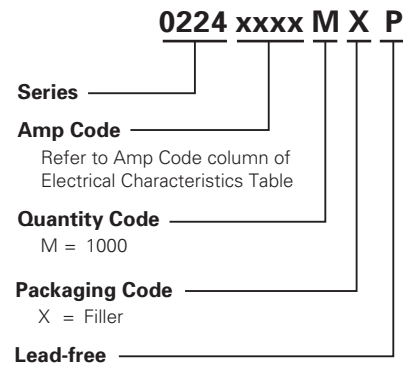 0224 xxxx M X P
Series
Amp Code
Refer to Amp Code column of
Electrical Characteristics Table
Quantity Code
M = 1000
Packaging Code
X = Filler
Lead-free